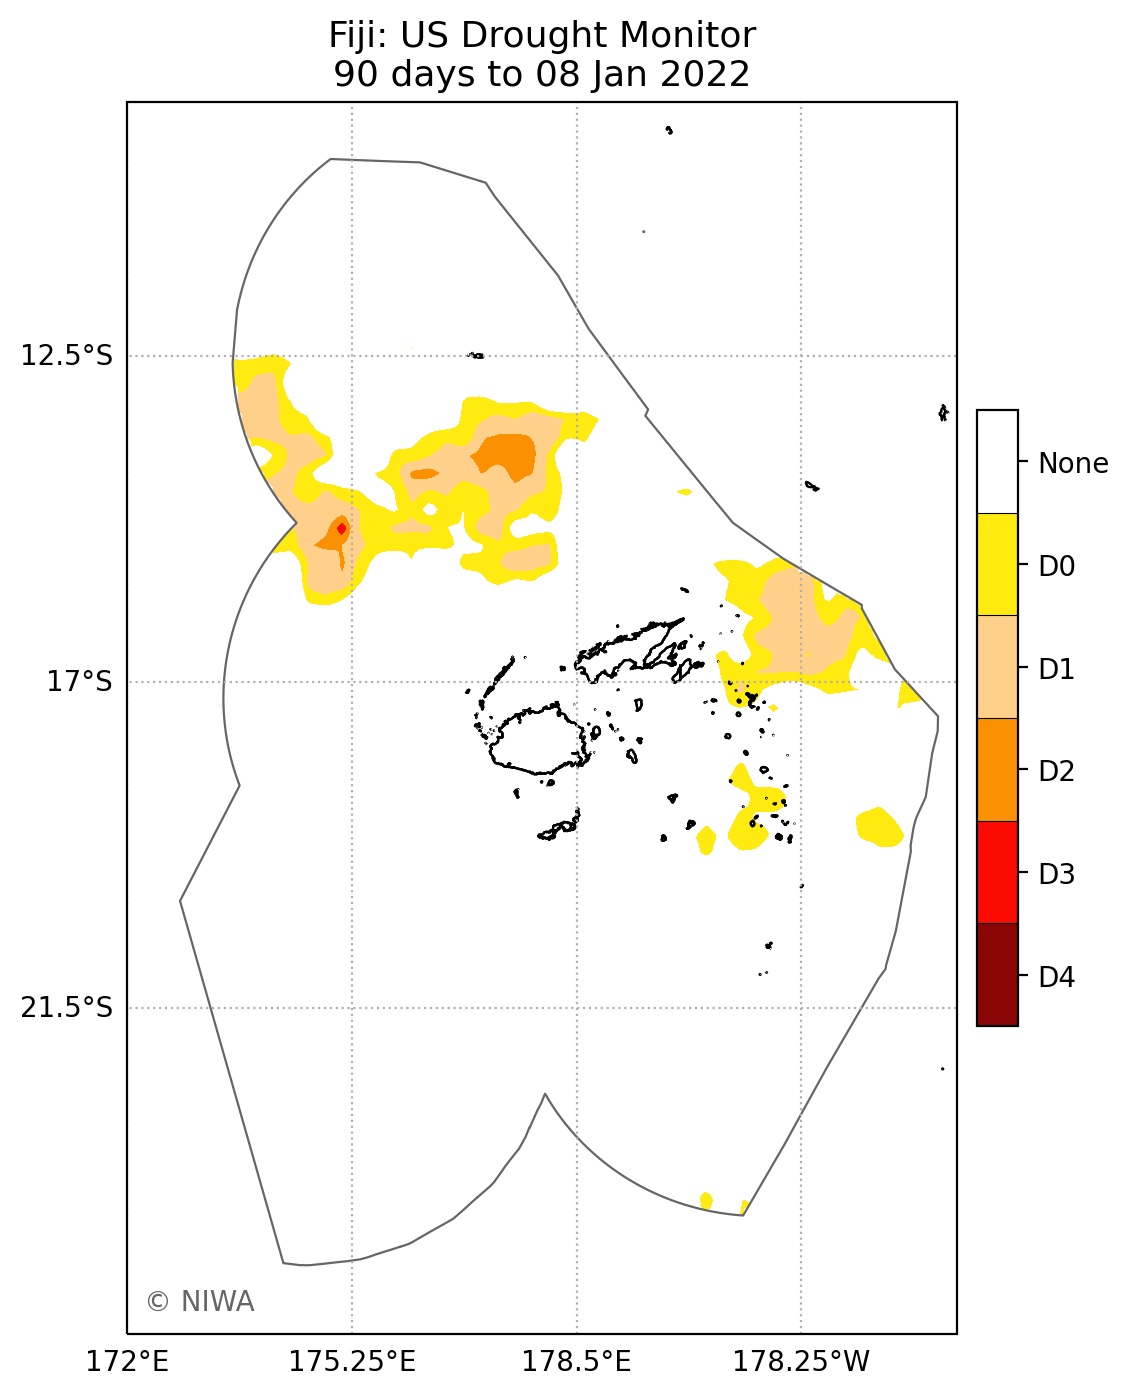 Fiji: US Drought Monitor
90 days to 08 Jan 2022
12.5°S
17°S
21.5°S
172°E
175.25°E
178.5°E
178.25°W
None
D0
D1
D2
D3
D4
© NIWA